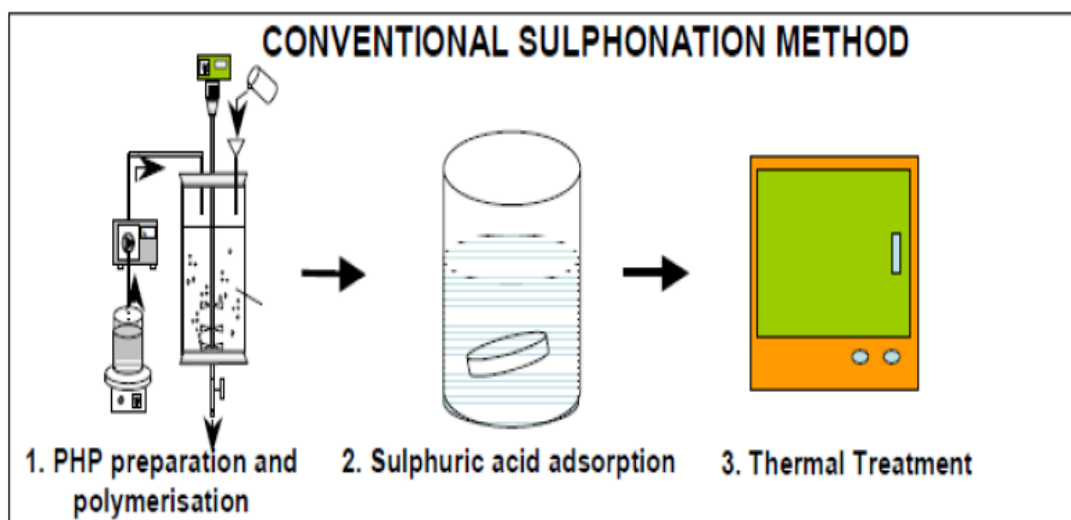 CONVENTIONAL SULPHONATION METHOD
1. PHP preparation and
polymerisation
2. Sulphuric acid adsorption
3. Thermal Treatment